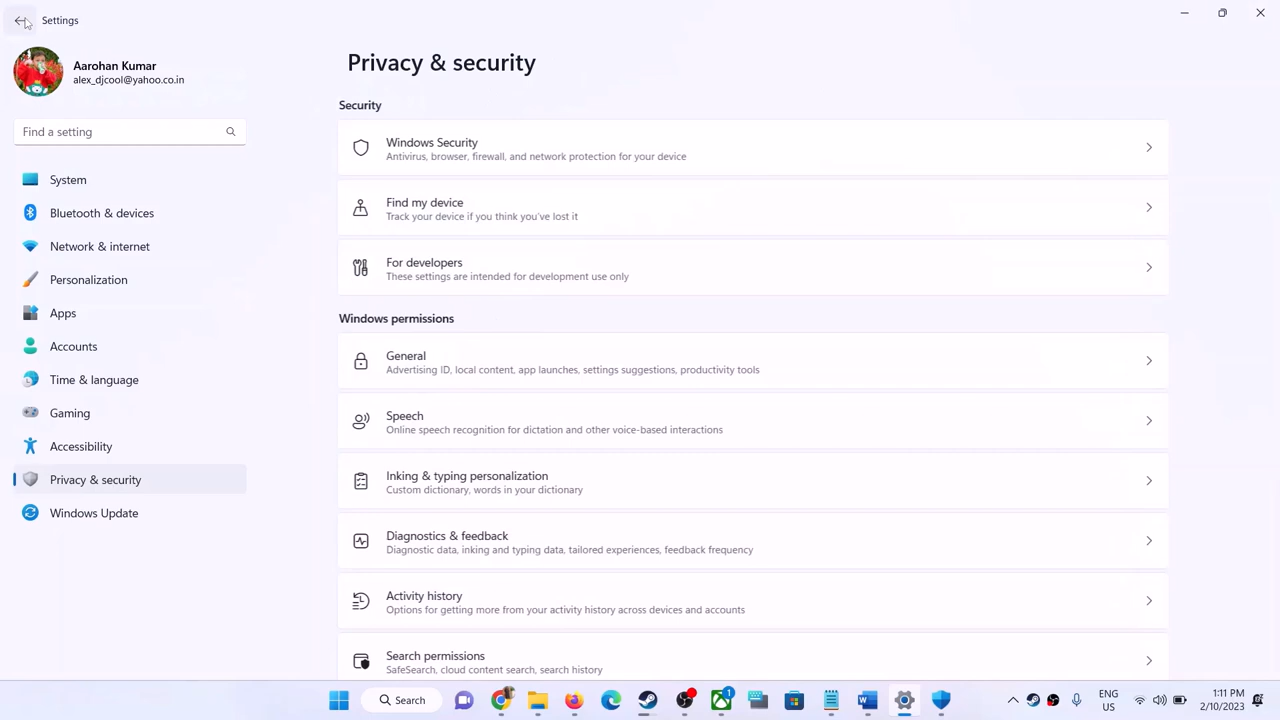 Settings
Aarohan Kumar
alex_djcool@yahoo.co.in
Find a setting
System
Bluetooth & devices
Network & internet
Personalization
Apps
Accounts
Time & language
Gaming
Accessibility
Privacy & security
Windows Update
Privacy & security
Security
Windows Security
Antivirus, browser, firewall, and network protection for your device
Find my device
Track your device if you think you've lost it
For developers
These settings are intended for development use only
Windows permissions
General
Advertising ID, local content, app launches, settings suggestions, productivity tools
Speech
Online speech recognition for dictation and other voice-based interactions
Inking & typing personalization
Custom dictionary, words in your dictionary
Diagnostics & feedback
Diagnostic data, inking and typing data, tailored experiences, feedback frequency
Activity history
Options for getting more from your activity history across devices and accounts
Search permissions
SafeSearch, cloud content search, search history
Search
1
ENG
US
1:11 PM
2/10/2023